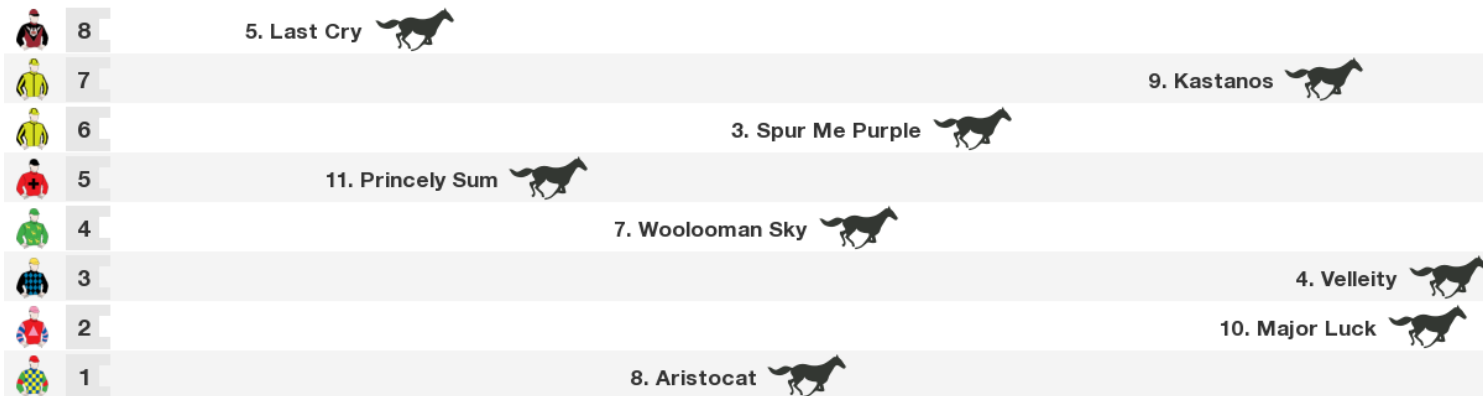 8 5. Last Cry
7 9. Kastanos
6 3. Spur Me Purple
5 11. Princely Sum
4 7. Woolooman Sky
3 4. Velleity
2 10. Major Luck
1 8. Aristocat